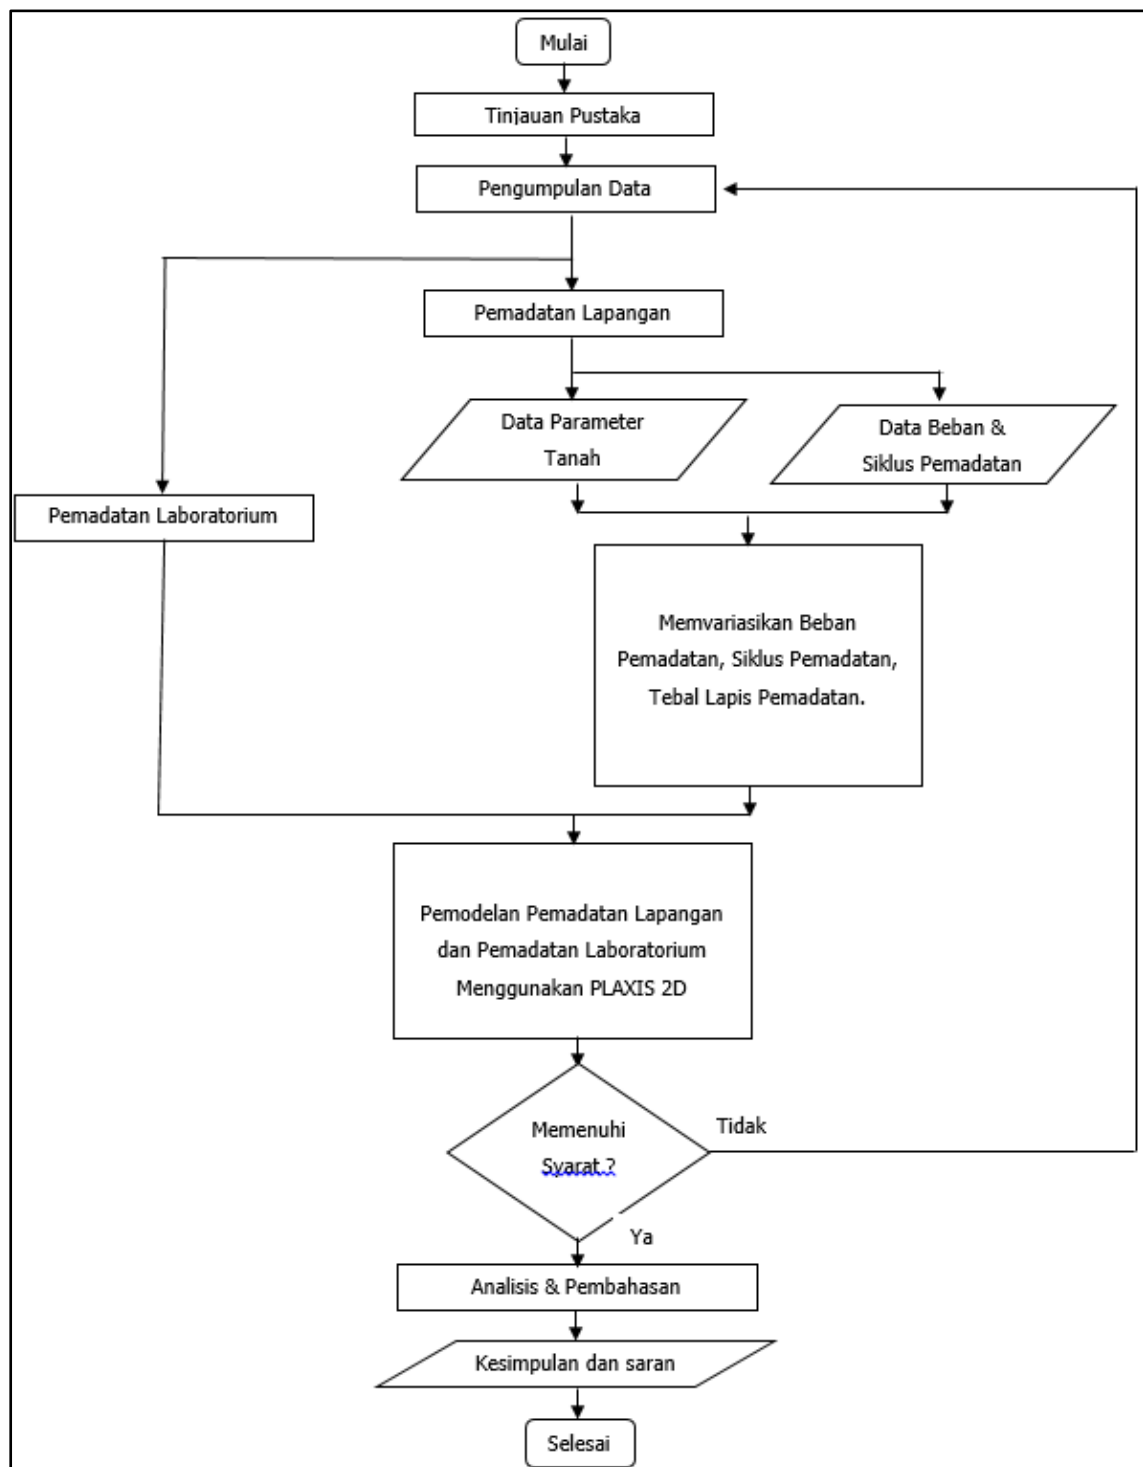 Mulai
Tinjauan Pustaka
Pengumpulan Data
Pemadatan Lapangan
Data Parameter
Tanah
Data Beban &
Siklus Pemadatan
Pemadatan Laboratorium
Memvariasikan Beban
Pemadatan, Siklus Pemadatan,
Tebal Lapis Pemadatan.
Pemodelan Pemadatan Lapangan
dan Pemadatan Laboratorium
Menggunakan PLAXIS 2D
Memenuhi
Syarat ?
Tidak
Ya
Analisis & Pembahasan
Kesimpulan dan saran
Selesai